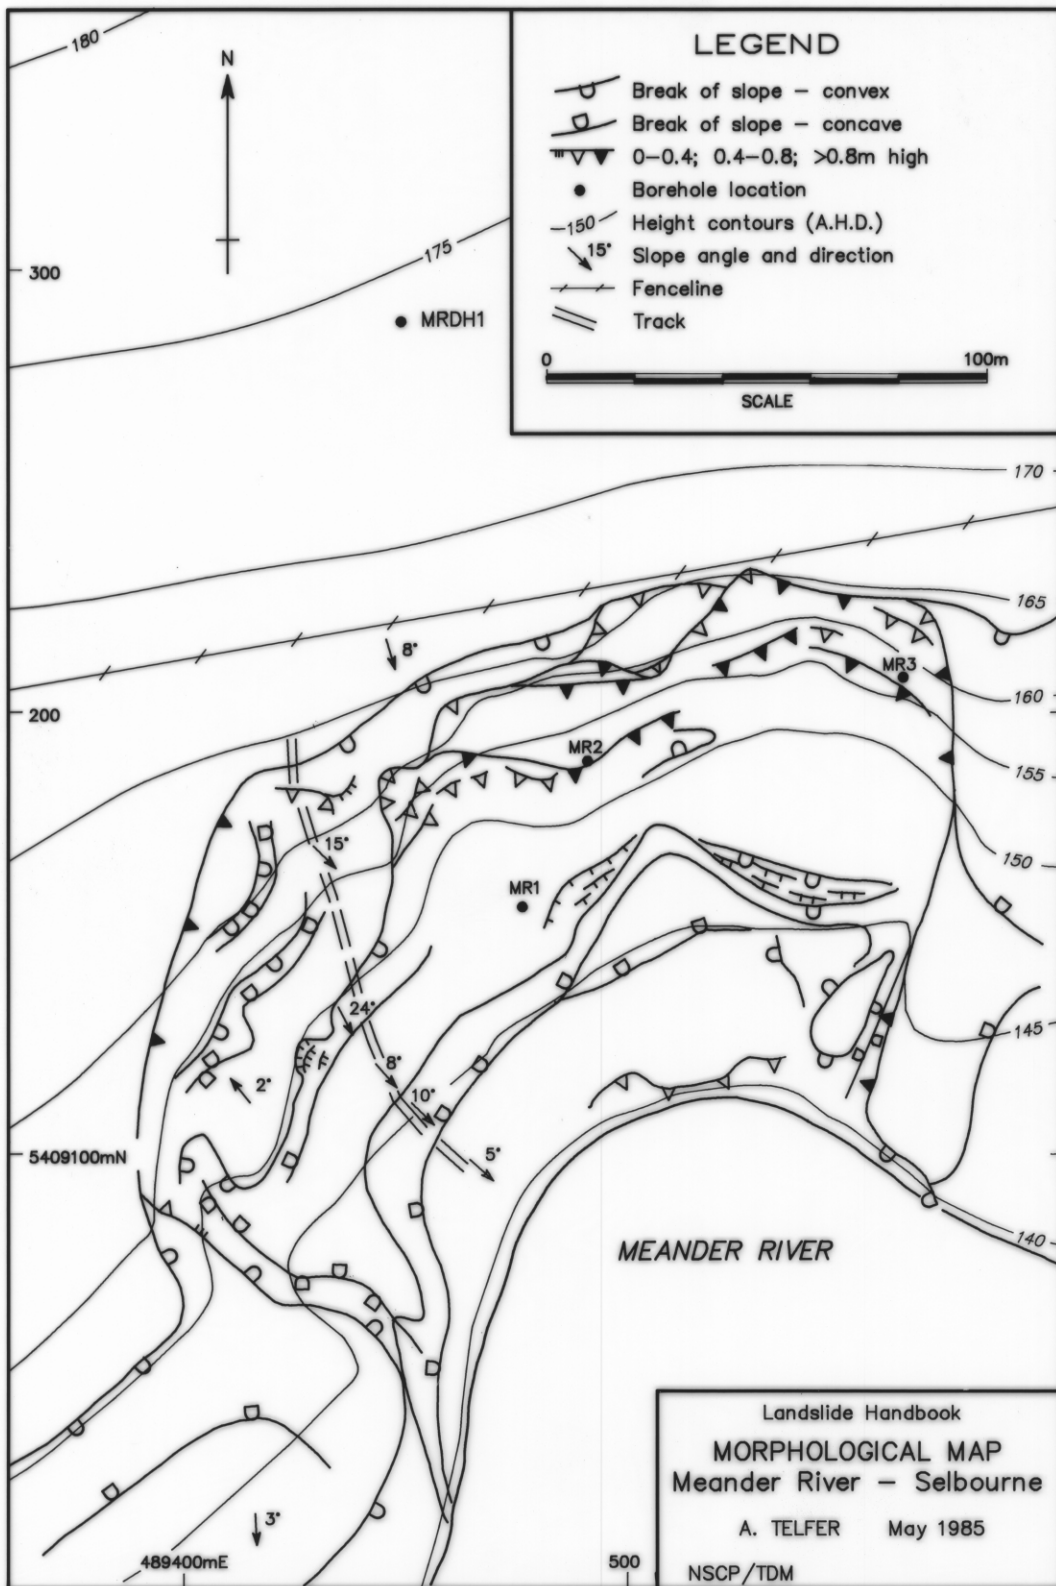 180
N
175
300
MRDH1
LEGEND
Break of slope – convex
Break of slope – concave
0–0.4; 0.4–0.8; >0.8m high
Borehole location
150 Height contours (A.H.D.)
15° Slope angle and direction
Fenceline
Track
0 100m
SCALE
170
165
8°
MR3
160
200
MR2
155
15°
150
MR1
24°
145
8°
2°
10°
5409100mN
5°
MEANDER RIVER
140
Landslide Handbook
MORPHOLOGICAL MAP
Meander River – Selbourne
A. TELFER May 1985
NSCP/TDM
3°
489400mE
500